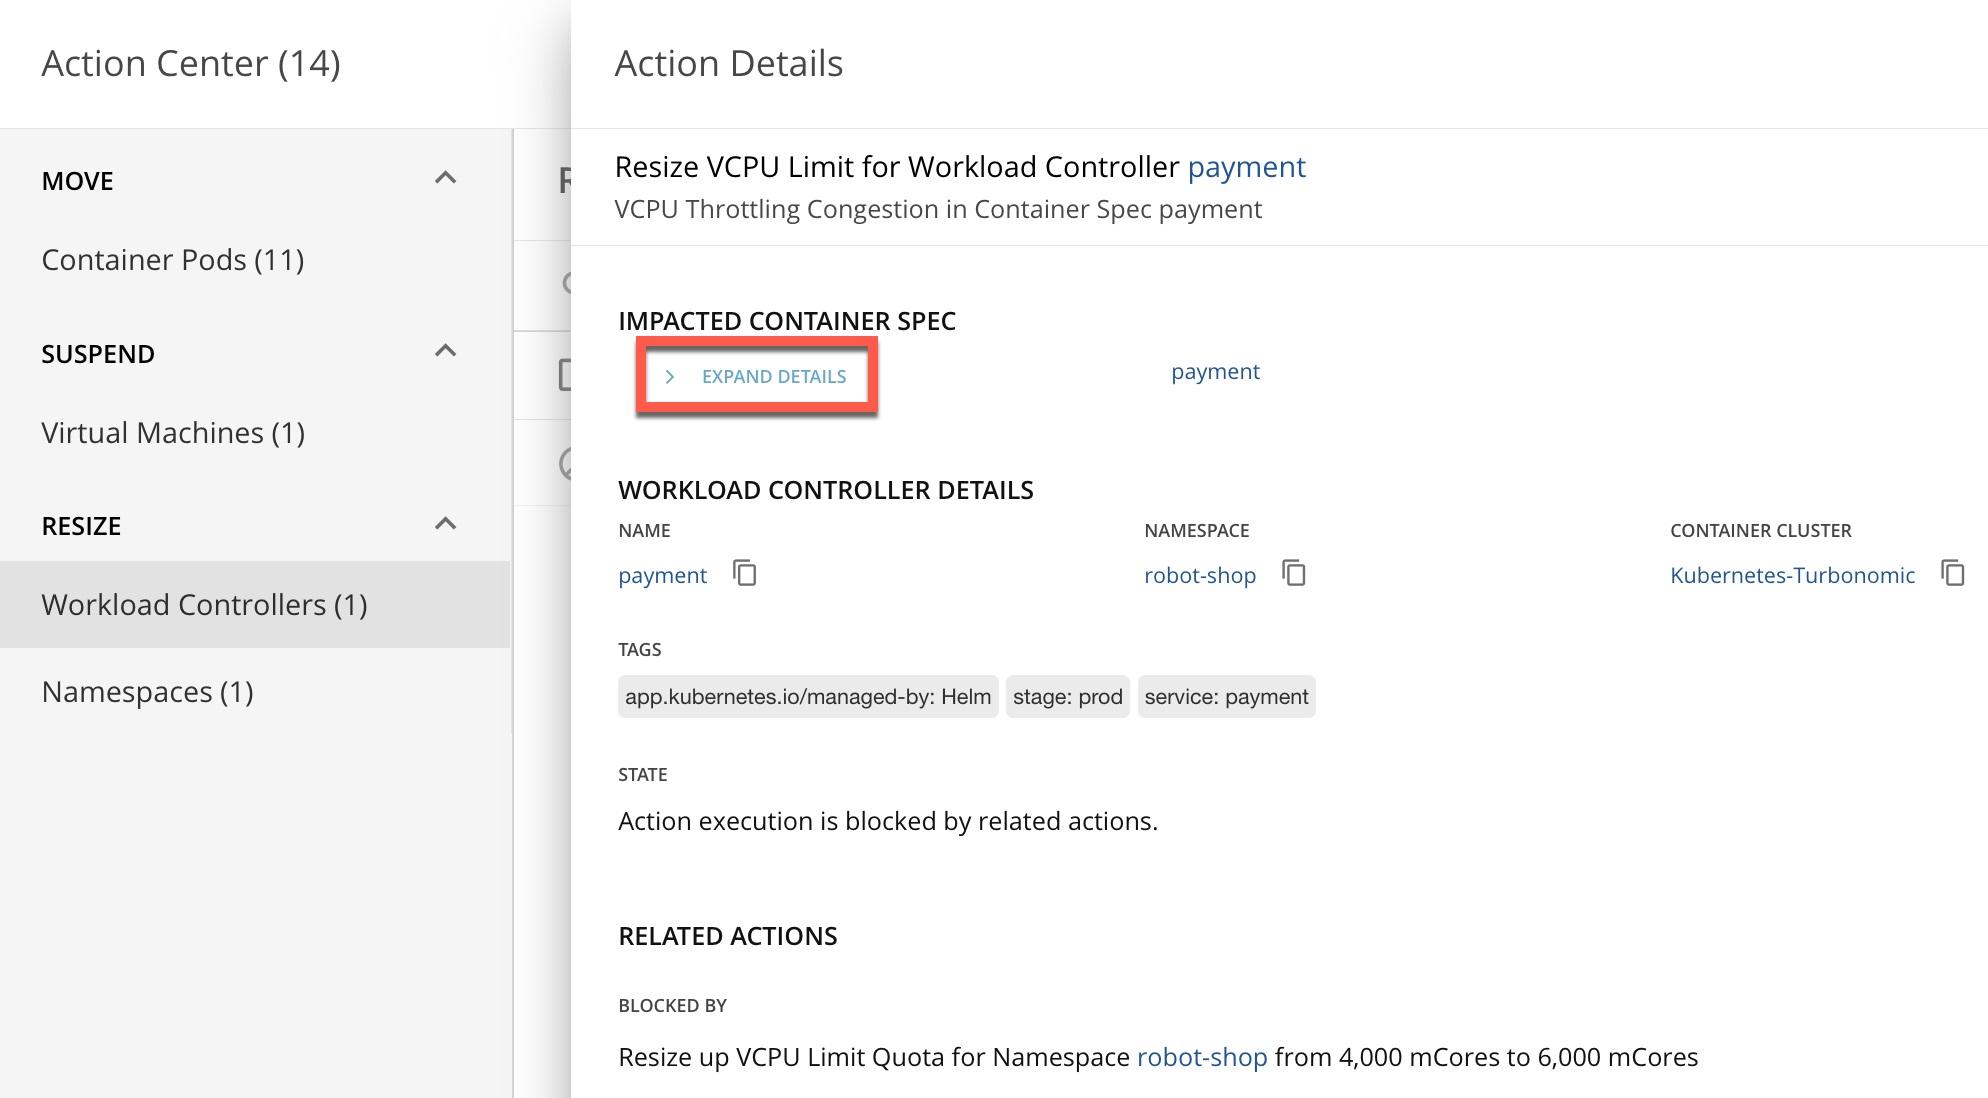 Action Center (14)
MOVE
Container Pods (11)
SUSPEND
Virtual Machines (1)
RESIZE
Workload Controllers (1)
Namespaces (1)
Action Details
Resize VCPU Limit for Workload Controller payment
VCPU Throttling Congestion in Container Spec payment
IMPACTED CONTAINER SPEC
EXPAND DETAILS payment
WORKLOAD CONTROLLER DETAILS
NAME NAMESPACE CONTAINER CLUSTER
payment robot-shop Kubernetes-Turbonomic
TAGS
app.kubernetes.io/managed-by: Helm stage: prod service: payment
STATE
Action execution is blocked by related actions.
RELATED ACTIONS
BLOCKED BY
Resize up VCPU Limit Quota for Namespace robot-shop from 4,000 mCores to 6,000 mCores